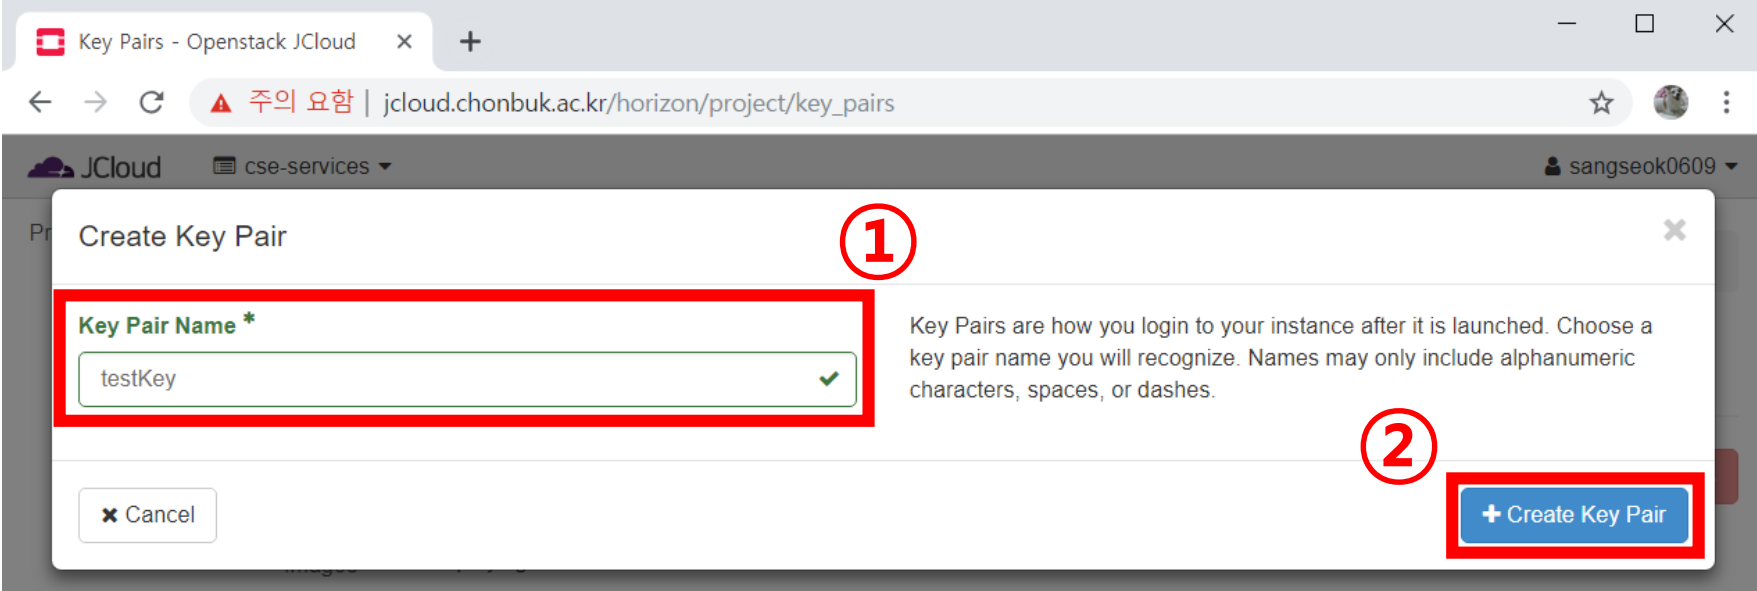 Key Pairs - Openstack JCloud
주의 요함 | jcloud.chonbuk.ac.kr/horizon/project/key_pairs
JCloud cse-services sangseok0609
Pr
Create Key Pair
①
Key Pair Name *
testKey
Key Pairs are how you login to your instance after it is launched. Choose a
key pair name you will recognize. Names may only include alphanumeric
characters, spaces, or dashes.
②
Cancel
+ Create Key Pair